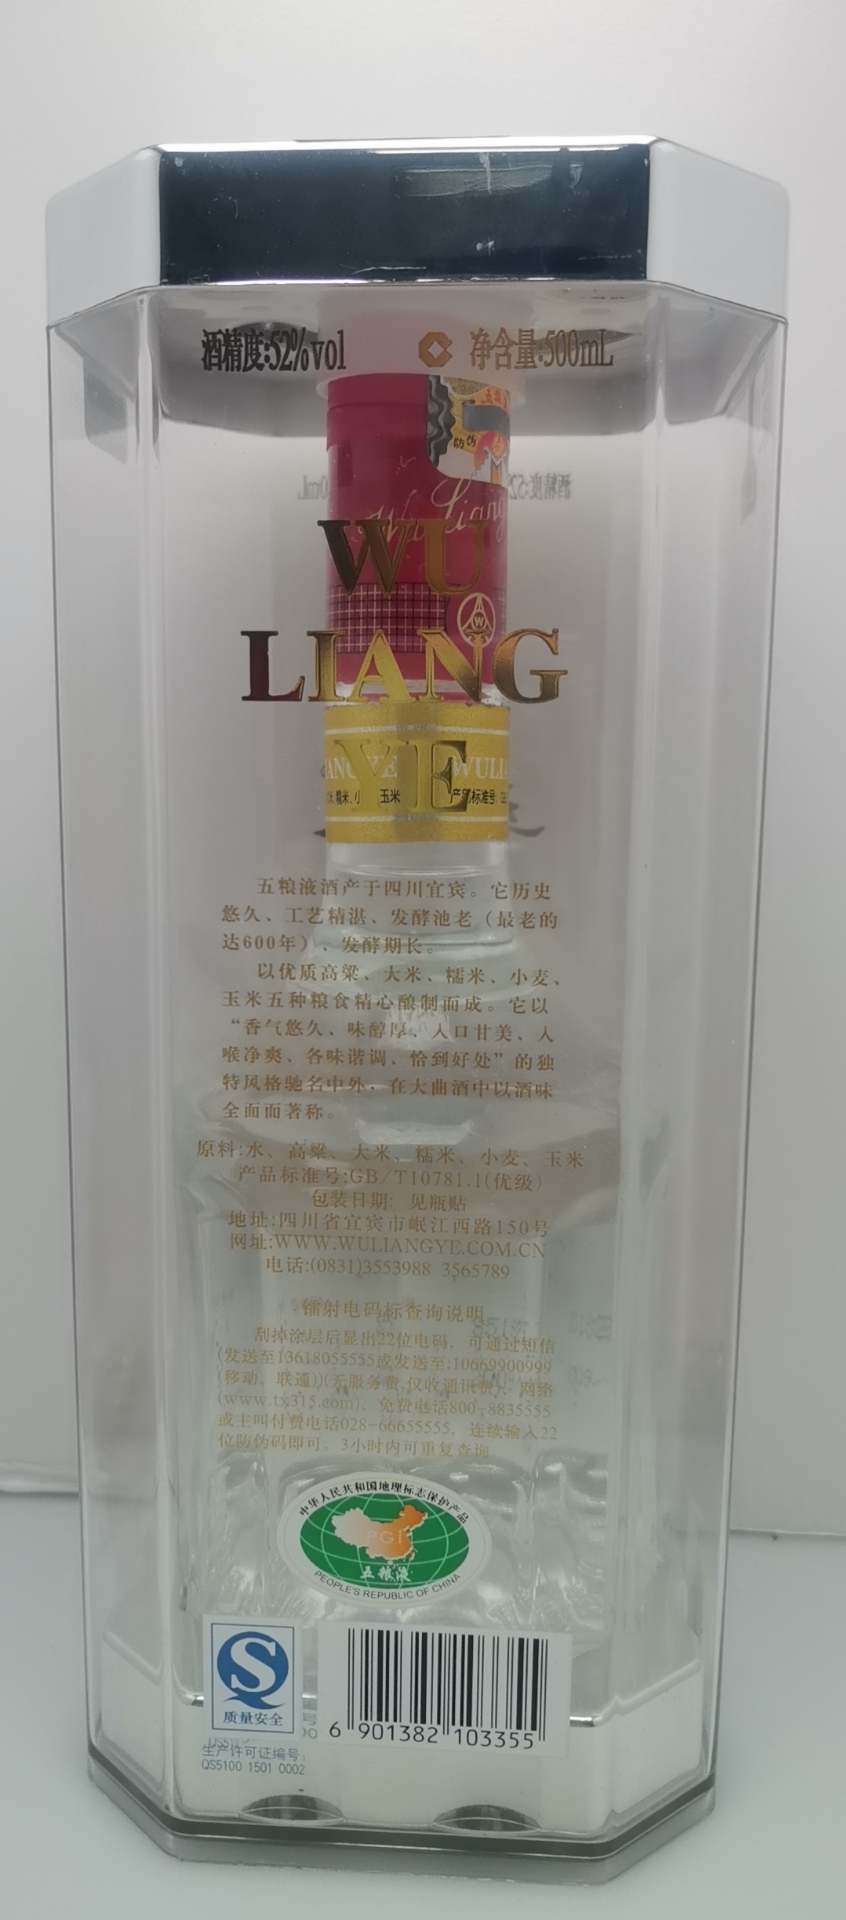 酒精度:52%vol 净含量:500mL
防伪
Wu Liang
WU
LIANG
YE
WULI
糯米、小 玉米 产品标准号
五粮液酒产于四川宜宾。它历史
悠久、工艺精湛、发酵池老（最老的
达600年）、发酵期长。
以优质高粱、大米、糯米、小麦、
玉米五种粮食精心酿制而成。它以
“香气悠久、味醇厚、入口甘美、入
喉净爽、各味谐调、恰到好处”的独
特风格驰名中外，在大曲酒中以酒味
全面而著称。
原料:水、高粱、大米、糯米、小麦、玉米
产品标准号:GB/T10781.1(优级)
包装日期: 见瓶贴
地址:四川省宜宾市岷江西路150号
网址:WWW.WULIANGYE.COM.CN
电话:(0831)3553988 3565789
镭射电码标查询说明
刮掉涂层后显出22位电码，可通过短信
(发送至13618055555或发送至:10669900999
(移动、联通))(无服务费,仅收通讯费)、网络
(www.tx315.com)、免费电话800-8835555
或主叫付费电话028-66655555，连续输入22
位防伪码即可。3小时内可重复查询
中华人民共和国地理标志保护产品
PGI
五粮液
PEOPLE'S REPUBLIC OF CHINA
质量安全
6 901382 103355
生产许可证编号:
QS5100 1501 0002